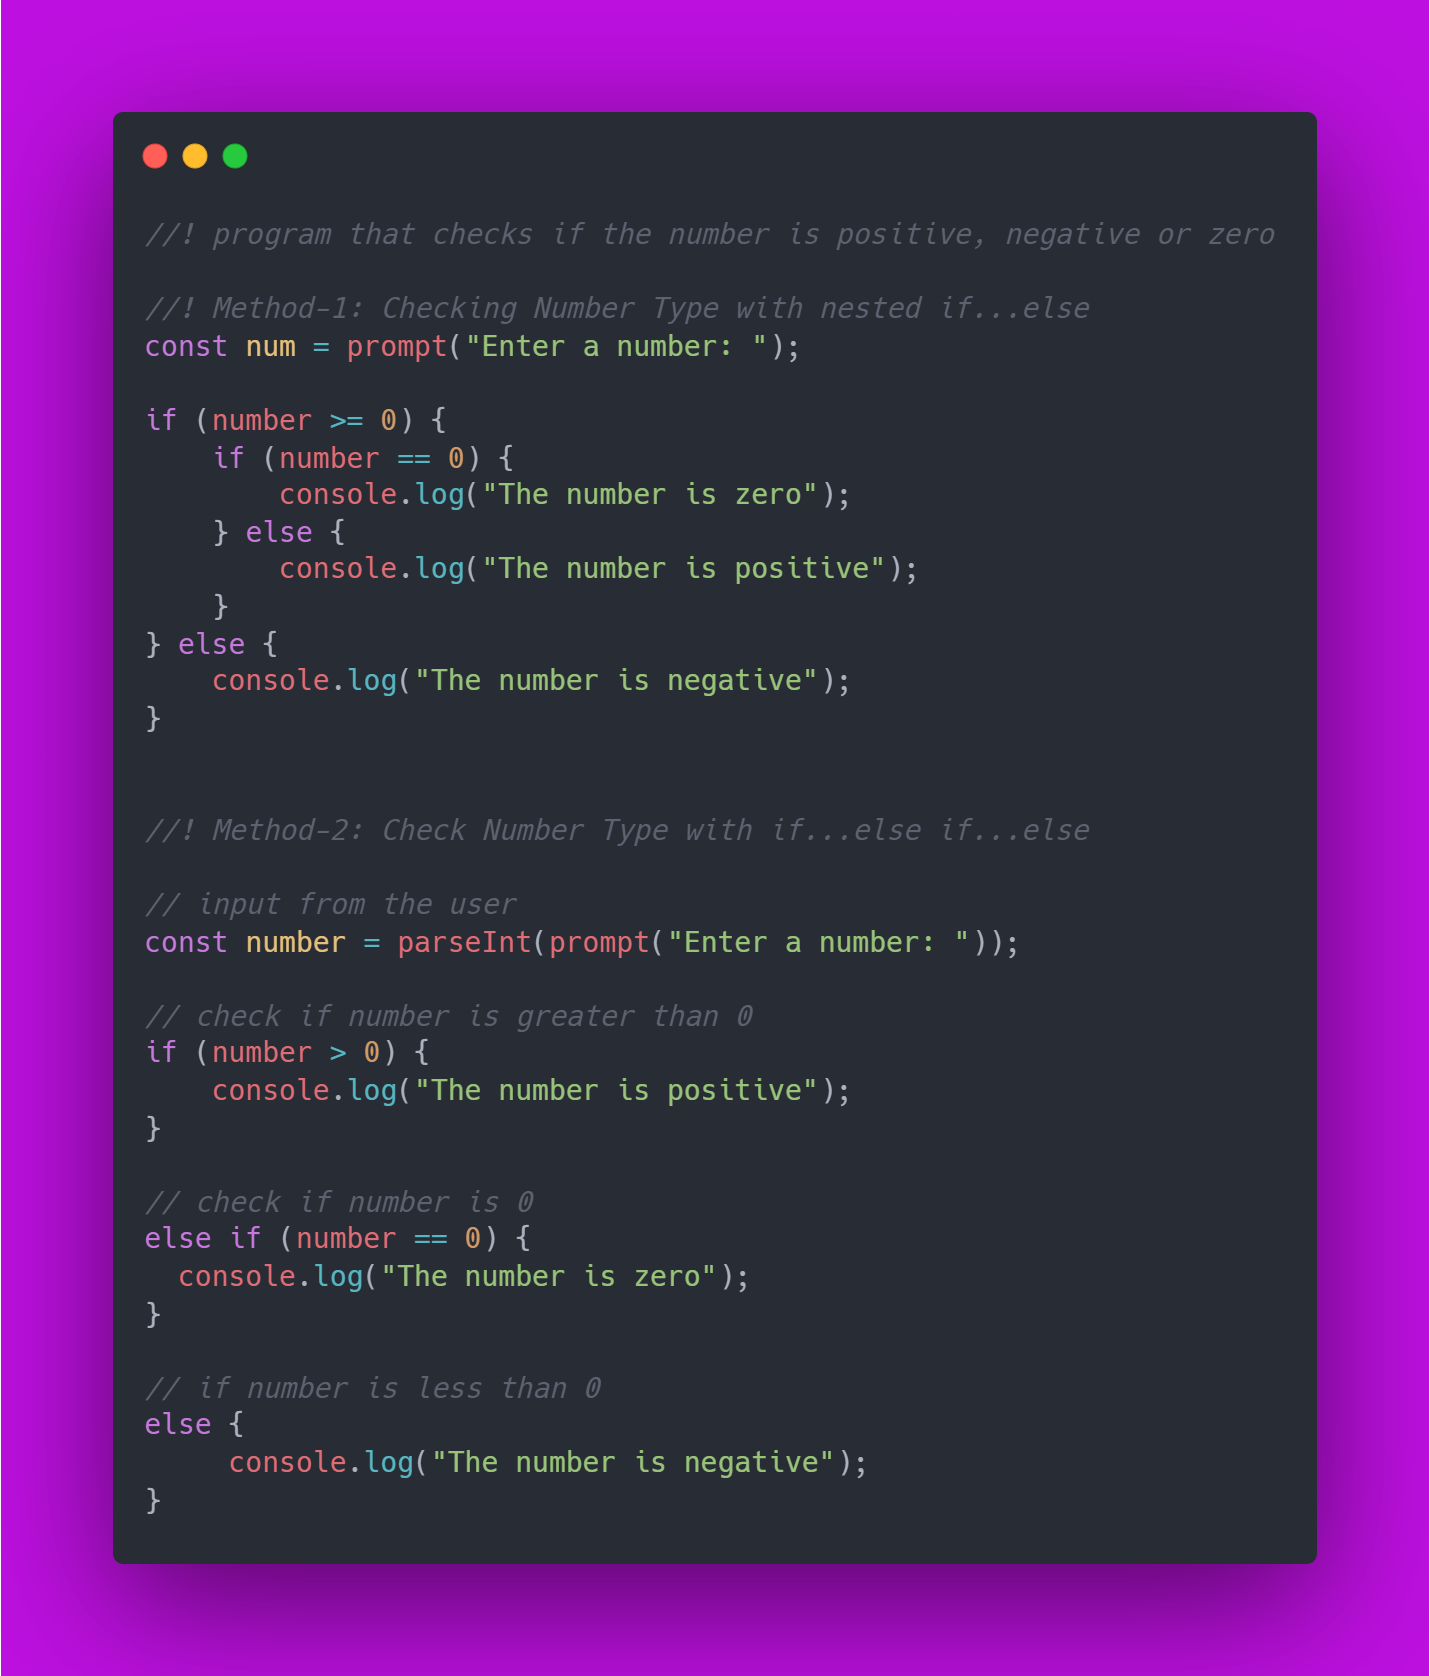 //! program that checks if the number is positive, negative or zero

//! Method-1: Checking Number Type with nested if...else
const num = prompt("Enter a number: ");

if (number >= 0) {
    if (number == 0) {
        console.log("The number is zero");
    } else {
        console.log("The number is positive");
    }
} else {
    console.log("The number is negative");
}


//! Method-2: Check Number Type with if...else if...else

// input from the user
const number = parseInt(prompt("Enter a number: "));

// check if number is greater than 0
if (number > 0) {
    console.log("The number is positive");
}

// check if number is 0
else if (number == 0) {
  console.log("The number is zero");
}

// if number is less than 0
else {
     console.log("The number is negative");
}